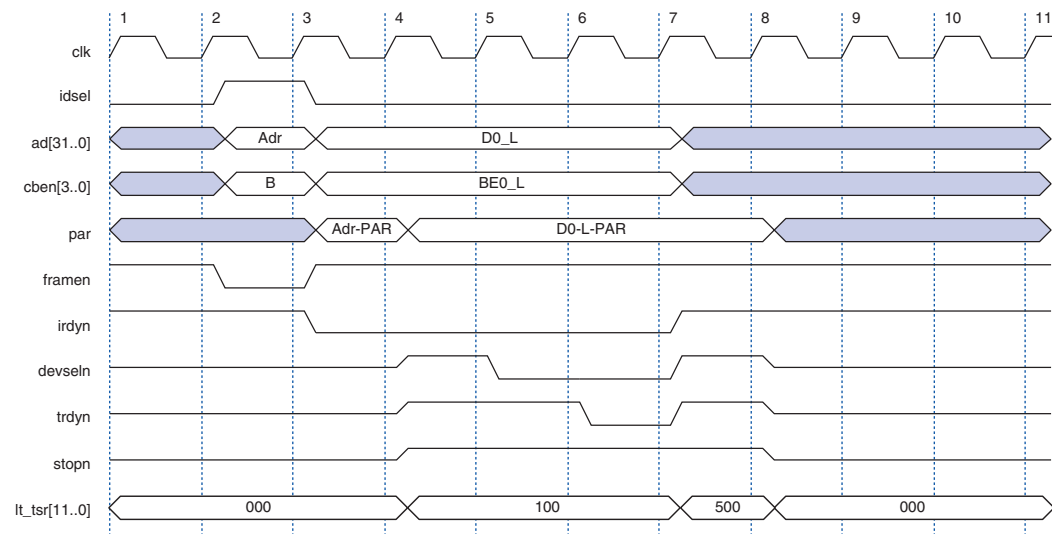 1 2 3 4 5 6 7 8 9 10 11
clk
idsel
ad[31..0] Adr D0_L
cben[3..0] B BE0_L
par Adr-PAR D0-L-PAR
framen
irdyn
devseln
trdyn
stopn
lt_tsr[11..0] 000 100 500 000